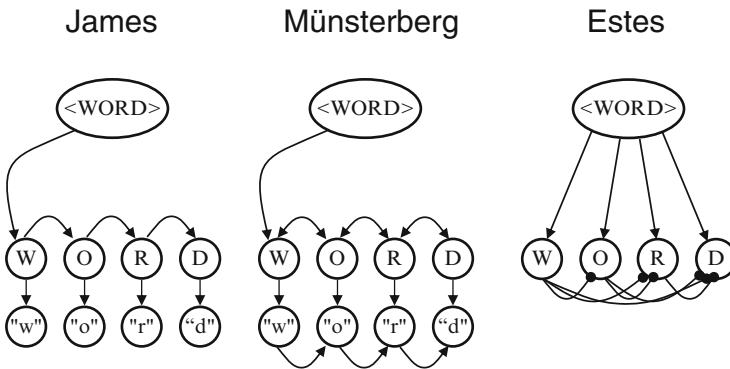 James Münsterberg Estes
<WORD> <WORD> <WORD>
W O R D W O R D W O R D
"w" "o" "r" “d” "w" "o" "r" “d”